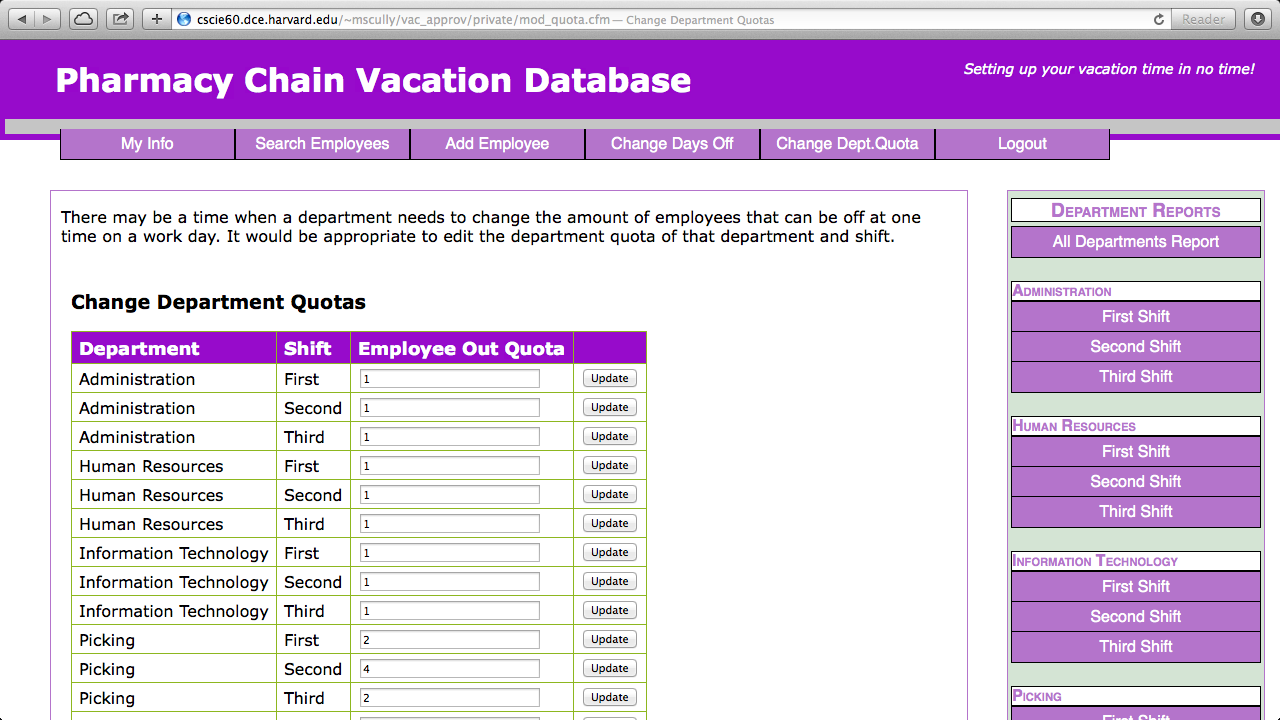 cscie60.dce.harvard.edu/~mscully/vac_approv/private/mod_quota.cfm — Change Department Quotas
Reader
Pharmacy Chain Vacation Database
Setting up your vacation time in no time!
My Info
Search Employees
Add Employee
Change Days Off
Change Dept.Quota
Logout
There may be a time when a department needs to change the amount of employees that can be off at one
time on a work day. It would be appropriate to edit the department quota of that department and shift.
Change Department Quotas
Department Shift Employee Out Quota
Administration First 1 Update
Administration Second 1 Update
Administration Third 1 Update
Human Resources First 1 Update
Human Resources Second 1 Update
Human Resources Third 1 Update
Information Technology First 1 Update
Information Technology Second 1 Update
Information Technology Third 1 Update
Picking First 2 Update
Picking Second 4 Update
Picking Third 2 Update
Department Reports
All Departments Report
Administration
First Shift
Second Shift
Third Shift
Human Resources
First Shift
Second Shift
Third Shift
Information Technology
First Shift
Second Shift
Third Shift
Picking
First Shift